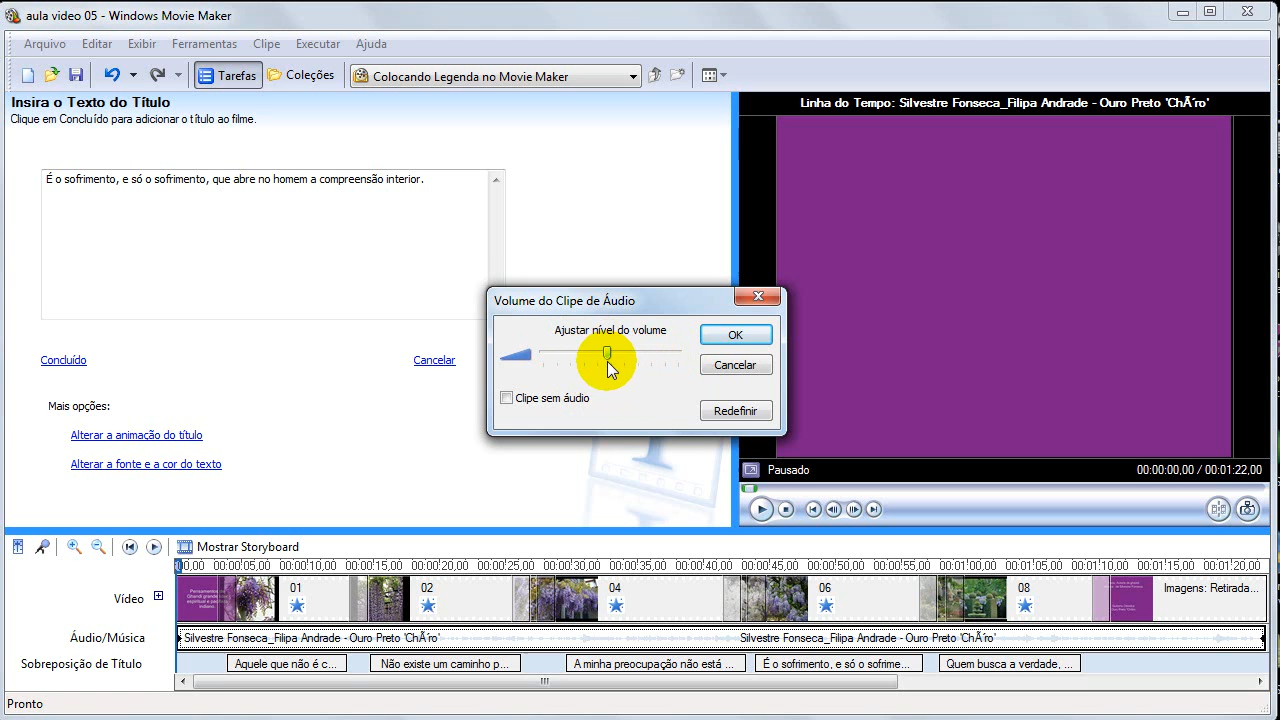 aula video 05 - Windows Movie Maker
Arquivo Editar Exibir Ferramentas Clipe Executar Ajuda
Tarefas Coleções Colocando Legenda no Movie Maker
Insira o Texto do Título
Clique em Concluído para adicionar o título ao filme.
É o sofrimento, e só o sofrimento, que abre no homem a compreensão interior.
Concluído Cancelar
Mais opções:
Alterar a animação do título
Alterar a fonte e a cor do texto
Linha do Tempo: Silvestre Fonseca_Filipa Andrade - Ouro Preto 'ChÃ´ro'
Volume do Clipe de Áudio
Ajustar nível do volume
OK
Cancelar
Clipe sem áudio
Redefinir
Pausado 00:00:00,00 / 00:01:22,00
Mostrar Storyboard
0,00 00:00:05,00 00:00:10,00 00:00:15,00 00:00:20,00 00:00:25,00 00:00:30,00 00:00:35,00 00:00:40,00 00:00:45,00 00:00:50,00 00:00:55,00 00:01:00,00 00:01:05,00 00:01:10,00 00:01:15,00 00:01:20,00
Vídeo 01 02 04 06 08 Imagens: Retirada...
Áudio/Música Silvestre Fonseca_Filipa Andrade - Ouro Preto 'ChÃ´ro' Silvestre Fonseca_Filipa Andrade - Ouro Preto 'ChÃ´ro'
Sobreposição de Título Aquele que não é c... Não existe um caminho p... A minha preocupação não está ... É o sofrimento, e só o sofrime... Quem busca a verdade, ...
Pronto